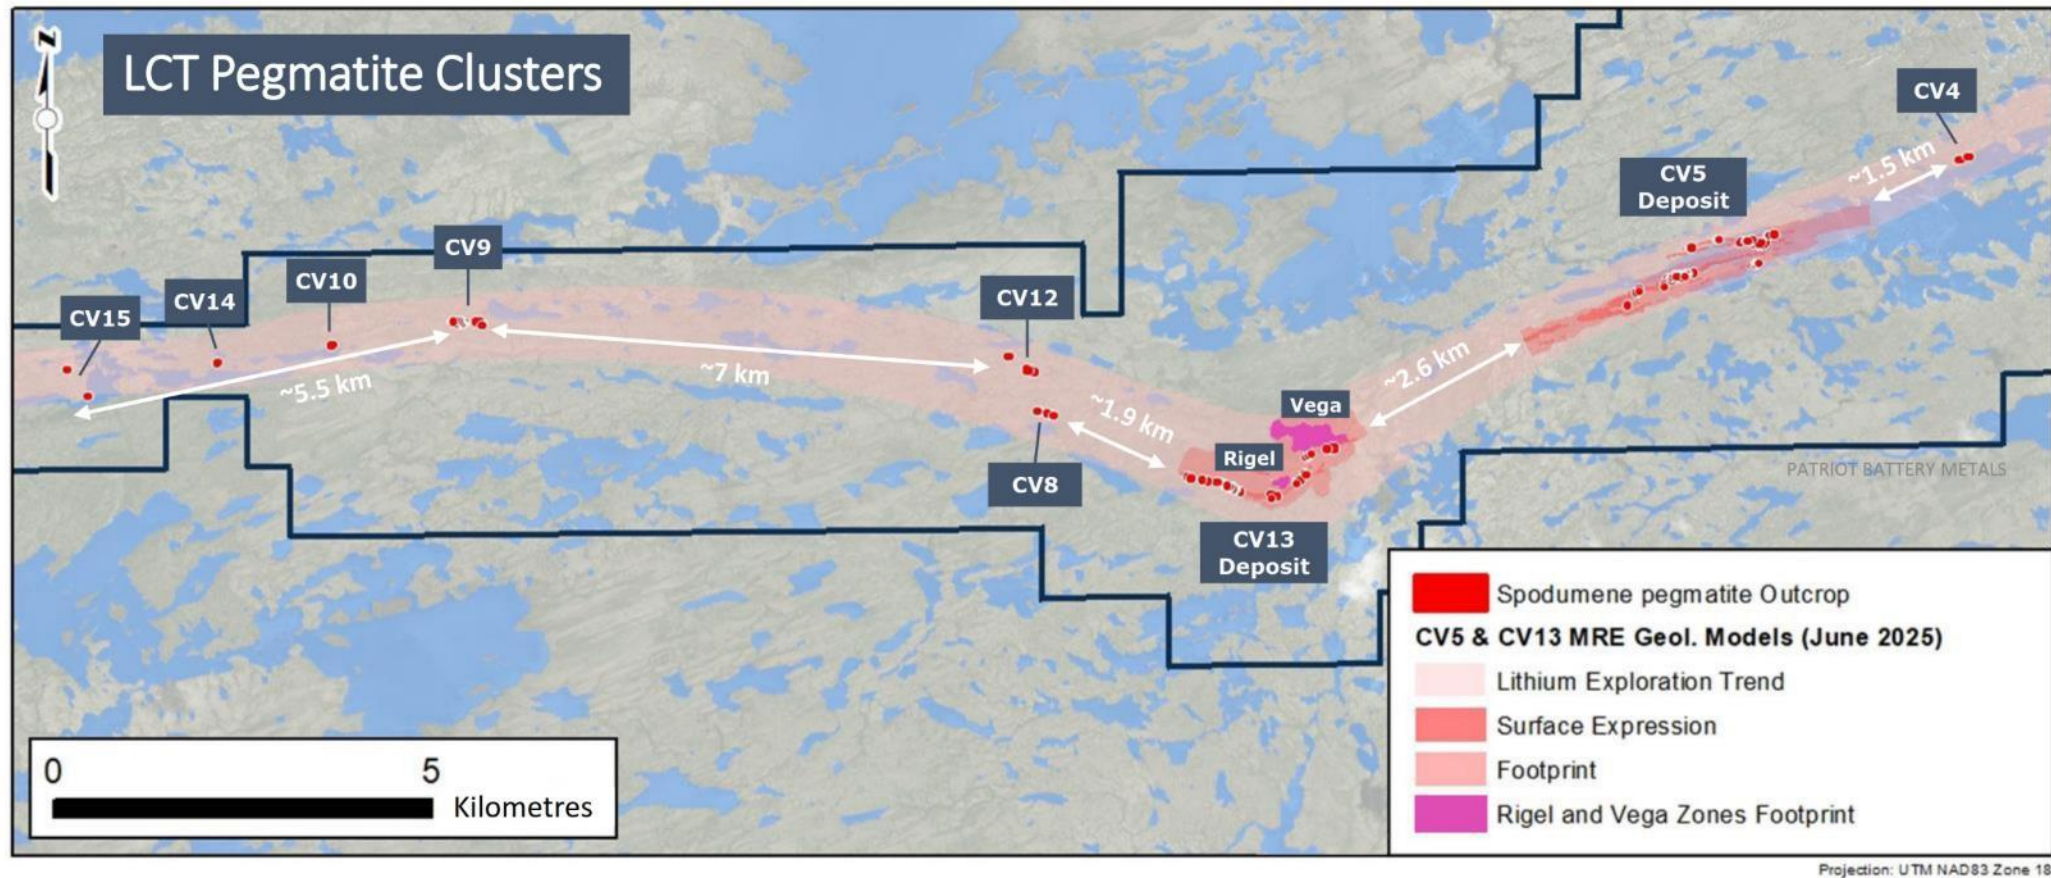 N
LCT Pegmatite Clusters
CV4
CV5
Deposit
~1.5 km
CV9
CV10
CV14
CV15
CV12
~5.5 km
~7 km
~2.6 km
Vega
~1.9 km
Rigel
CV8
PATRIOT BATTERY METALS
CV13
Deposit
Spodumene pegmatite Outcrop
CV5 & CV13 MRE Geol. Models (June 2025)
Lithium Exploration Trend
Surface Expression
Footprint
Rigel and Vega Zones Footprint
0 5
Kilometres
Projection: UTM NAD83 Zone 18